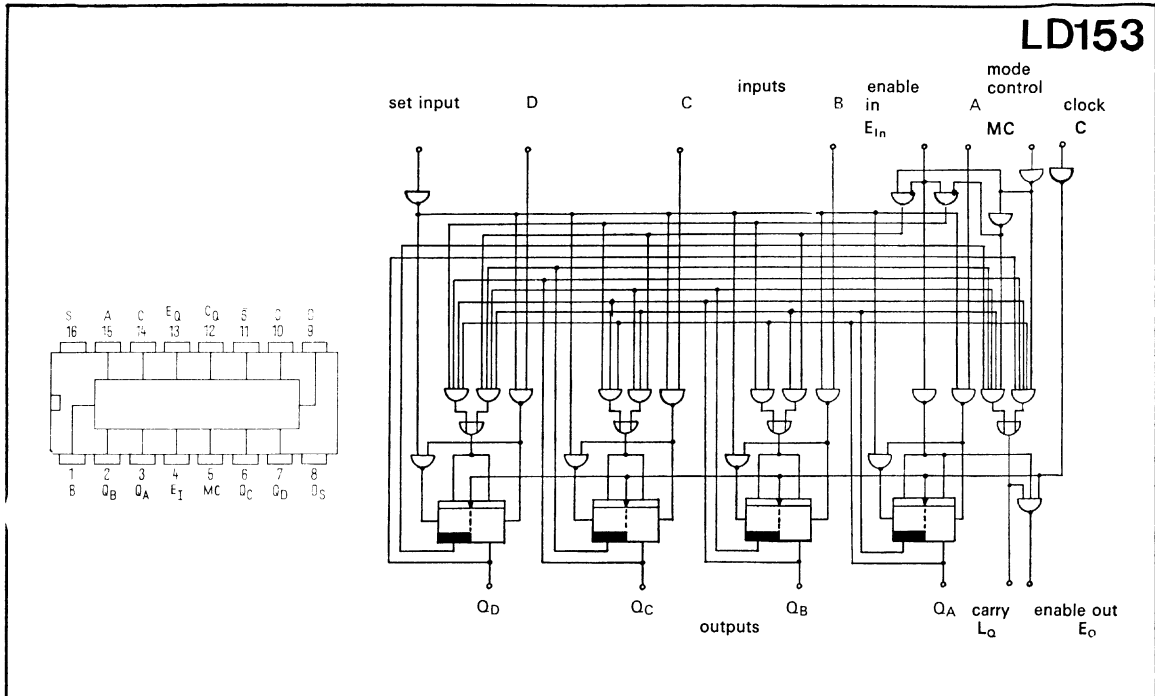 LD153
set input
D
C
inputs
B
enable
in
E_In
A
mode
control
MC
clock
C
S A C E_Q C_Q S C D
16 15 14 13 12 11 10 9
1 2 3 4 5 6 7 8
B Q_B Q_A E_I MC Q_C Q_D 0_S
Q_D Q_C Q_B Q_A carry enable out
L_Q E_O
outputs